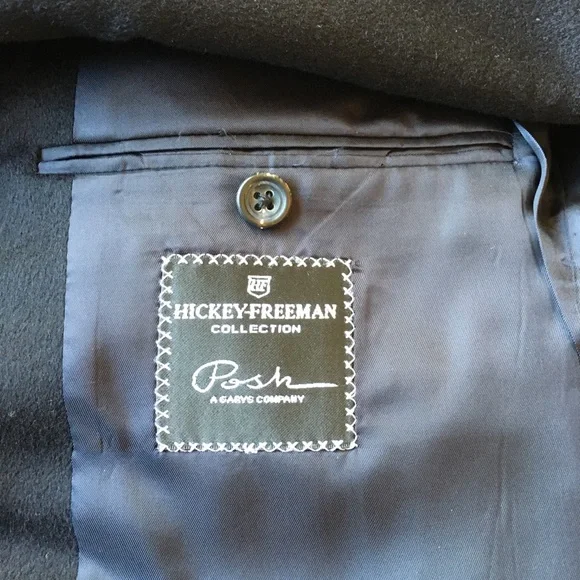 HF
HICKEY-FREEMAN
COLLECTION
Posh
A GARYS COMPANY